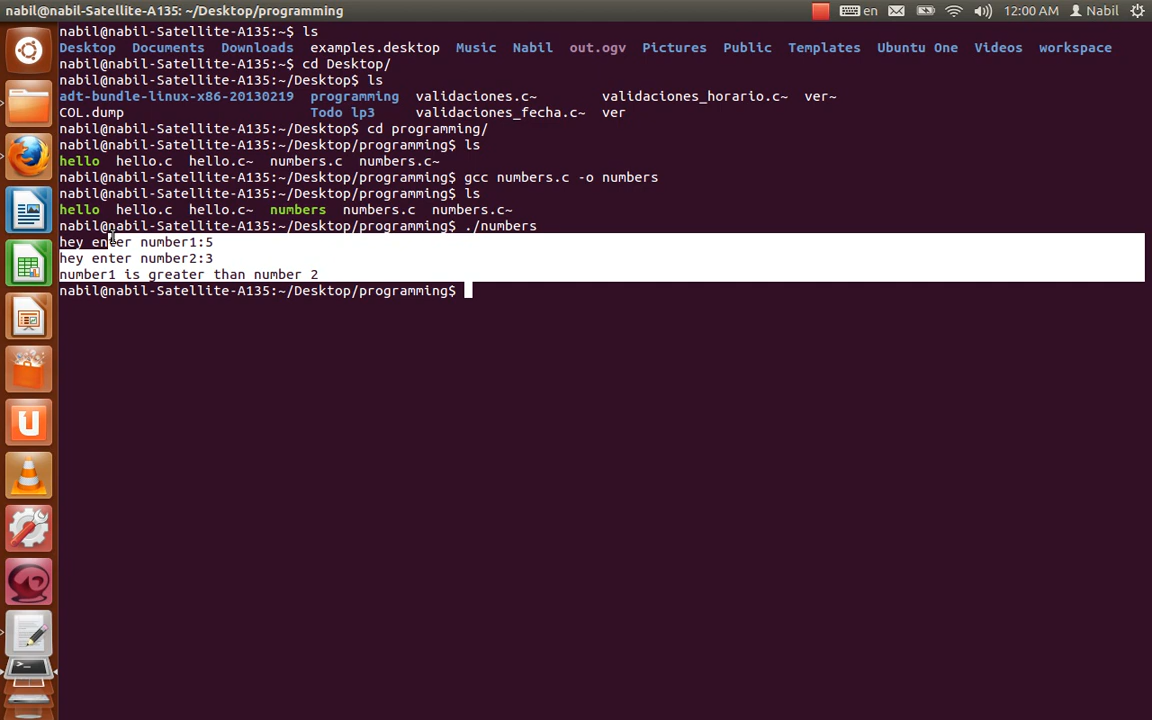 nabil@nabil-Satellite-A135: ~/Desktop/programming
en
12:00 AM
Nabil
nabil@nabil-Satellite-A135:~$ ls
Desktop Documents Downloads examples.desktop Music Nabil out.ogv Pictures Public Templates Ubuntu One Videos workspace
nabil@nabil-Satellite-A135:~$ cd Desktop/
nabil@nabil-Satellite-A135:~/Desktop$ ls
adt-bundle-linux-x86-20130219 programming validaciones.c~ validaciones_horario.c~ ver~
COL.dump Todo lp3 validaciones_fecha.c~ ver
nabil@nabil-Satellite-A135:~/Desktop$ cd programming/
nabil@nabil-Satellite-A135:~/Desktop/programming$ ls
hello hello.c hello.c~ numbers.c numbers.c~
nabil@nabil-Satellite-A135:~/Desktop/programming$ gcc numbers.c -o numbers
nabil@nabil-Satellite-A135:~/Desktop/programming$ ls
hello hello.c hello.c~ numbers numbers.c numbers.c~
nabil@nabil-Satellite-A135:~/Desktop/programming$ ./numbers
hey enter number1:5
hey enter number2:3
number1 is greater than number 2
nabil@nabil-Satellite-A135:~/Desktop/programming$